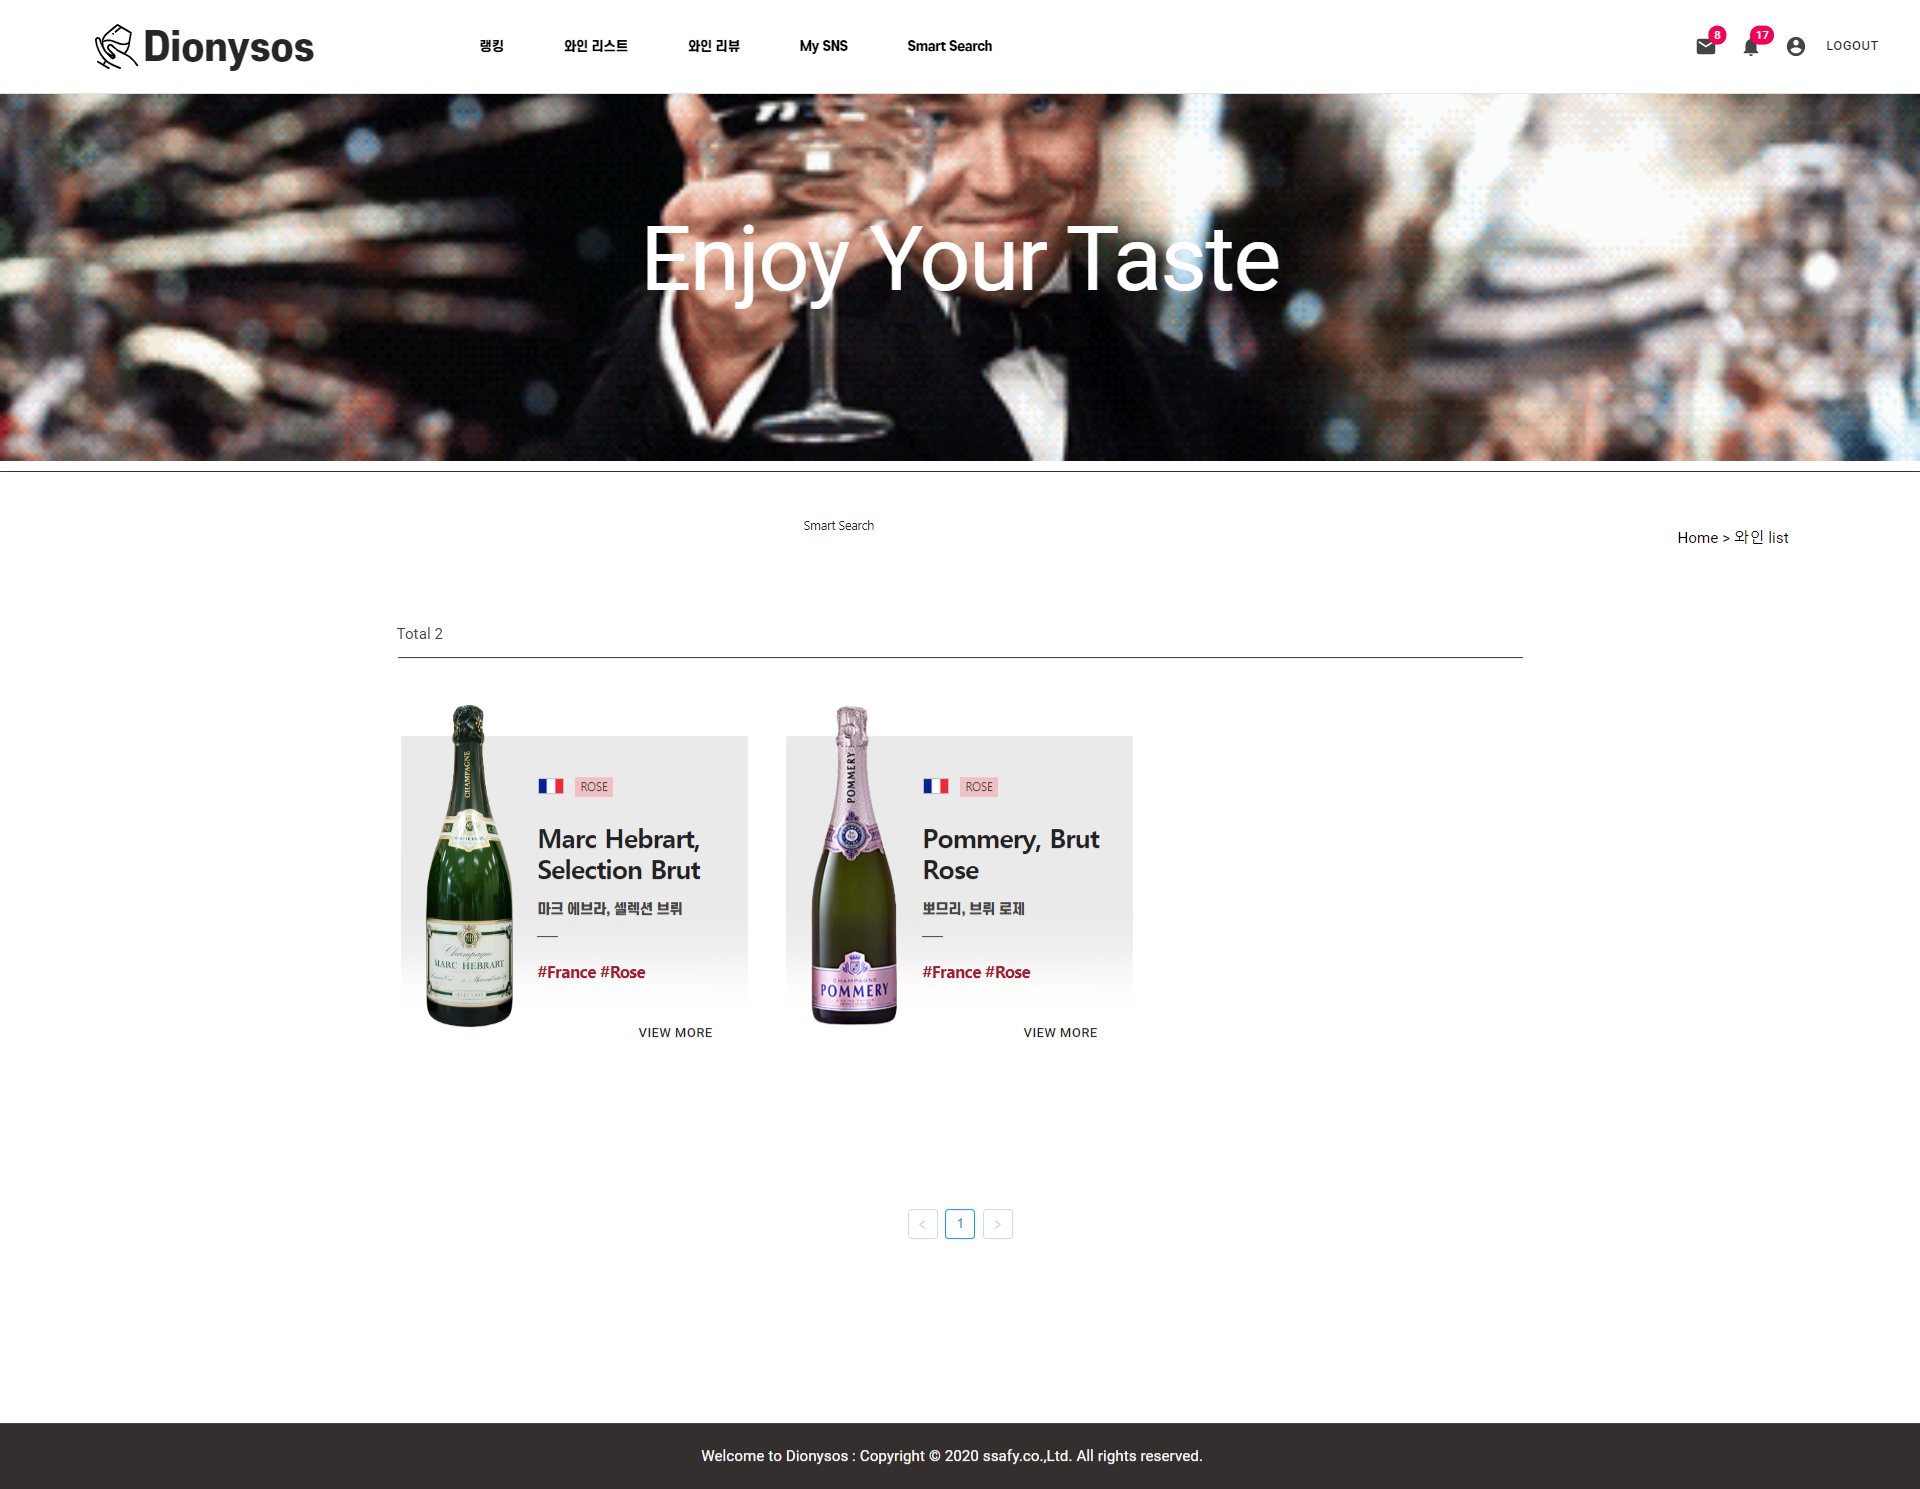 Dionysos
랭킹
와인 리스트
와인 리뷰
My SNS
Smart Search
8
17
LOGOUT
Enjoy Your Taste
Smart Search
Home > 와인 list
Total 2
CHAMPAGNE
Champagne
MARC HEBRART
SELECTION
ROSE
Marc Hebrart,
Selection Brut
마크 에브라, 셀렉션 브뤼
#France #Rose
VIEW MORE
POMMERY
CHAMPAGNE
POMMERY
ROSE
Pommery, Brut
Rose
뽀므리, 브뤼 로제
#France #Rose
VIEW MORE
< 1 >
Welcome to Dionysos : Copyright © 2020 ssafy.co.,Ltd. All rights reserved.